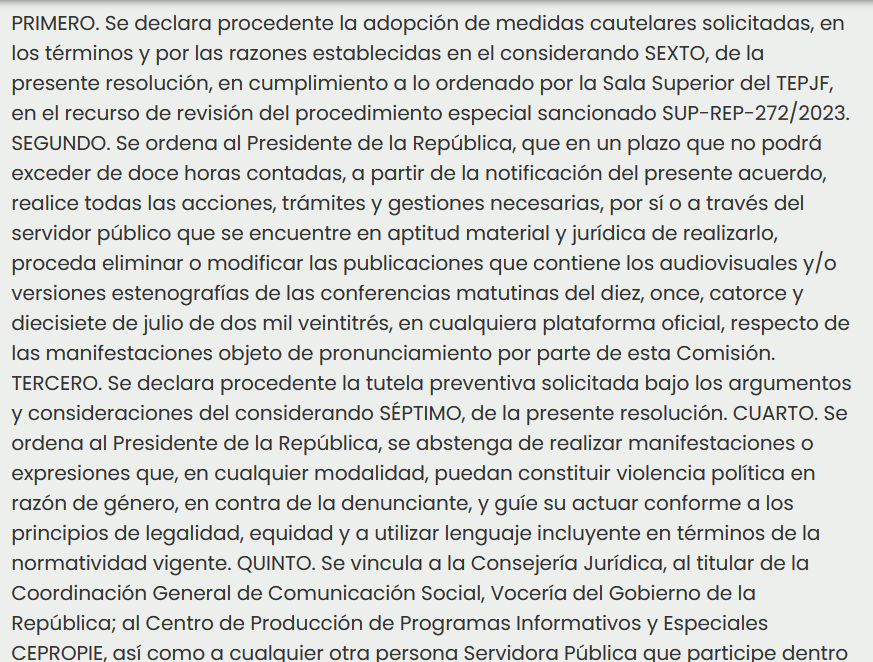 PRIMERO. Se declara procedente la adopción de medidas cautelares solicitadas, en
los términos y por las razones establecidas en el considerando SEXTO, de la
presente resolución, en cumplimiento a lo ordenado por la Sala Superior del TEPJF,
en el recurso de revisión del procedimiento especial sancionado SUP-REP-272/2023.
SEGUNDO. Se ordena al Presidente de la República, que en un plazo que no podrá
exceder de doce horas contadas, a partir de la notificación del presente acuerdo,
realice todas las acciones, trámites y gestiones necesarias, por sí o a través del
servidor público que se encuentre en aptitud material y jurídica de realizarlo,
proceda eliminar o modificar las publicaciones que contiene los audiovisuales y/o
versiones estenografías de las conferencias matutinas del diez, once, catorce y
diecisiete de julio de dos mil veintitrés, en cualquiera plataforma oficial, respecto de
las manifestaciones objeto de pronunciamiento por parte de esta Comisión.
TERCERO. Se declara procedente la tutela preventiva solicitada bajo los argumentos
y consideraciones del considerando SÉPTIMO, de la presente resolución. CUARTO. Se
ordena al Presidente de la República, se abstenga de realizar manifestaciones o
expresiones que, en cualquier modalidad, puedan constituir violencia política en
razón de género, en contra de la denunciante, y guíe su actuar conforme a los
principios de legalidad, equidad y a utilizar lenguaje incluyente en términos de la
normatividad vigente. QUINTO. Se vincula a la Consejería Jurídica, al titular de la
Coordinación General de Comunicación Social, Vocería del Gobierno de la
República; al Centro de Producción de Programas Informativos y Especiales
CEPROPIE, así como a cualquier otra persona Servidora Pública que participe dentro